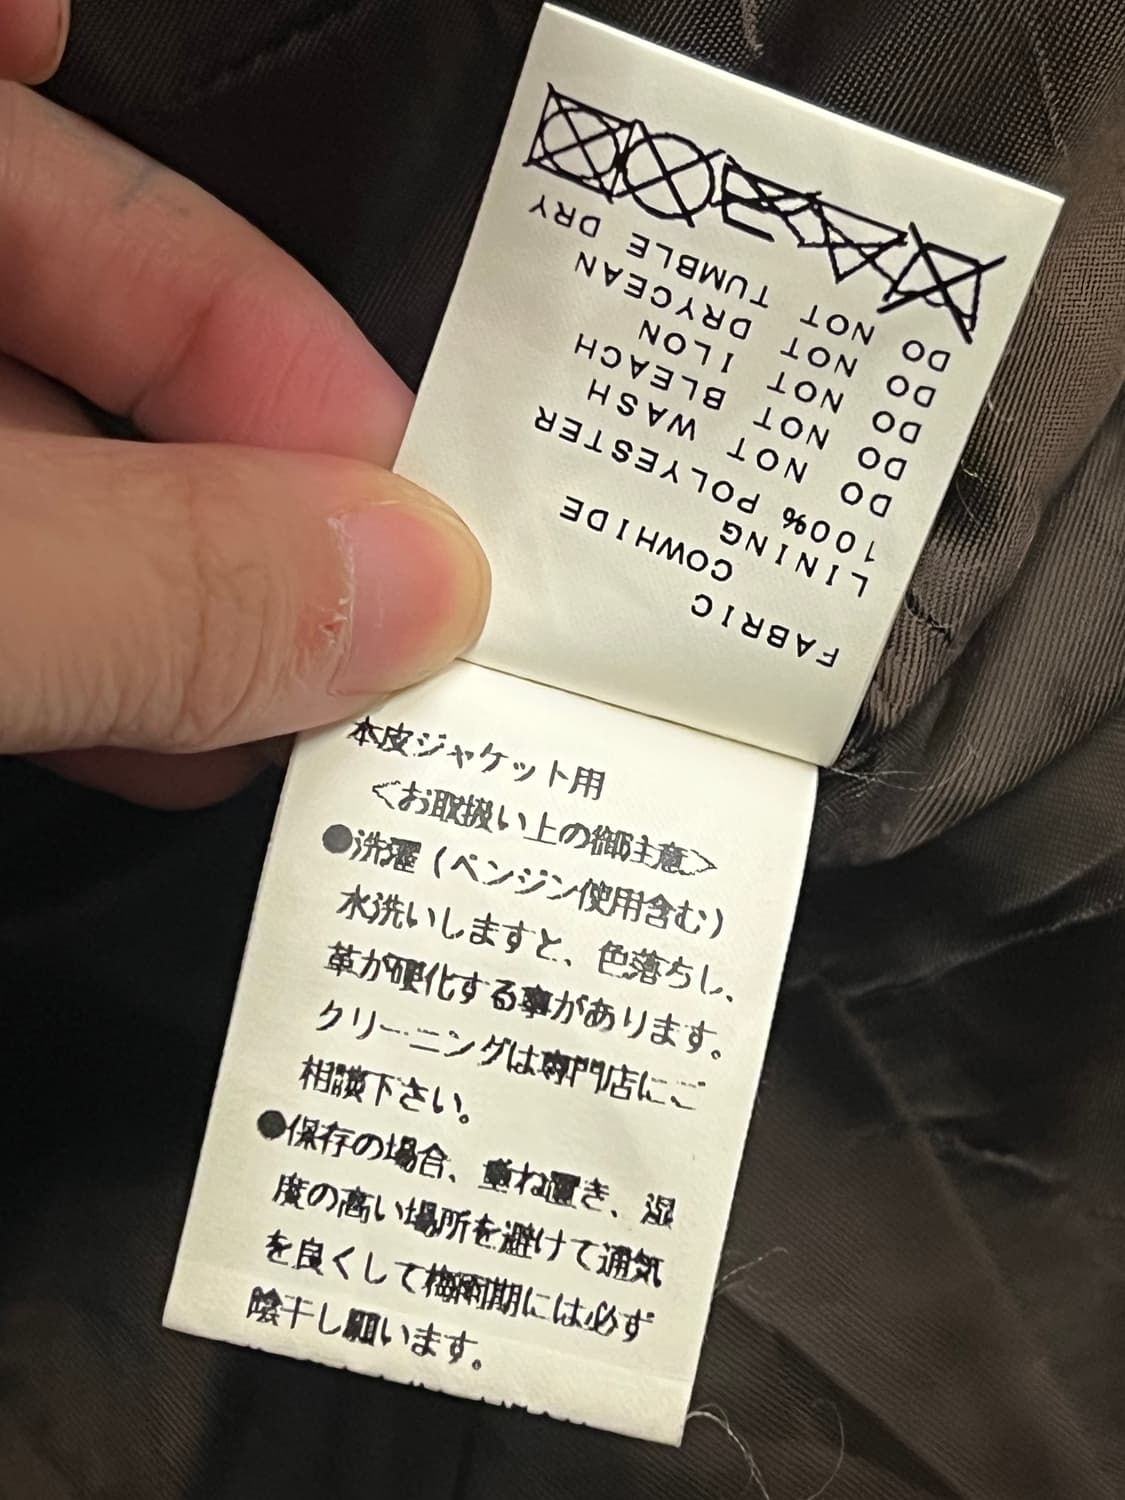 FABRIC
COWHIDE
LINING
100% POLYESTER
DO NOT WASH
DO NOT BLEACH
DO NOT ILON
DO NOT DRYCEAN
DO NOT TUMBLE DRY
本皮ジャケット用
<お取扱い上の御注意>
●洗濯(ベンジン使用含む)
水洗いしますと、色落ちし、
革が硬化する事があります。
クリーニングは専門店にご
相談下さい。
●保存の場合、重ね置き、湿
度の高い場所を避けて通気
を良くして梅雨期には必ず
陰干し願います。